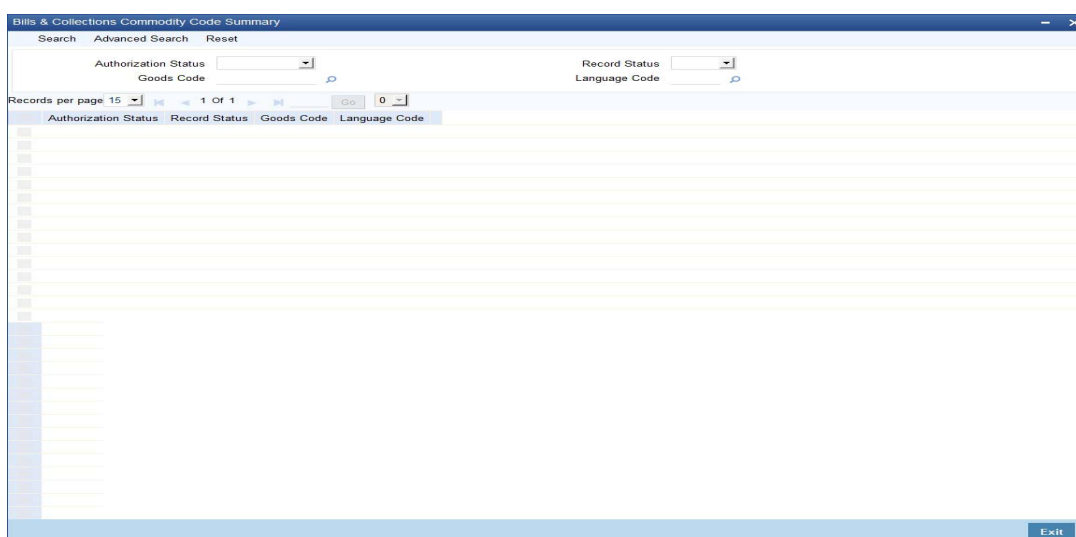 Bills & Collections Commodity Code Summary
Search Advanced Search Reset
Authorization Status Record Status
Goods Code Language Code
Records per page 15 1 Of 1 Go 0
Authorization Status Record Status Goods Code Language Code
Exit